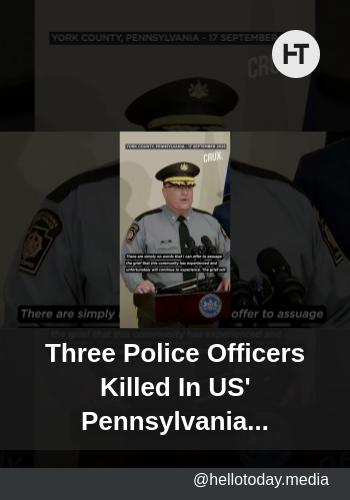 YORK COUNTY, PENNSYLVANIA - 17 SEPTEMBER
HT
YORK COUNTY, PENNSYLVANIA - 17 SEPTEMBER 2025
CRUX.
There are simply no words that I can offer to assuage
the grief that this community has experienced and
unfortunately will continue to experience. The grief will
There are simply
offer to assuage
Three Police Officers
Killed In US'
Pennsylvania...
@hellotoday.media